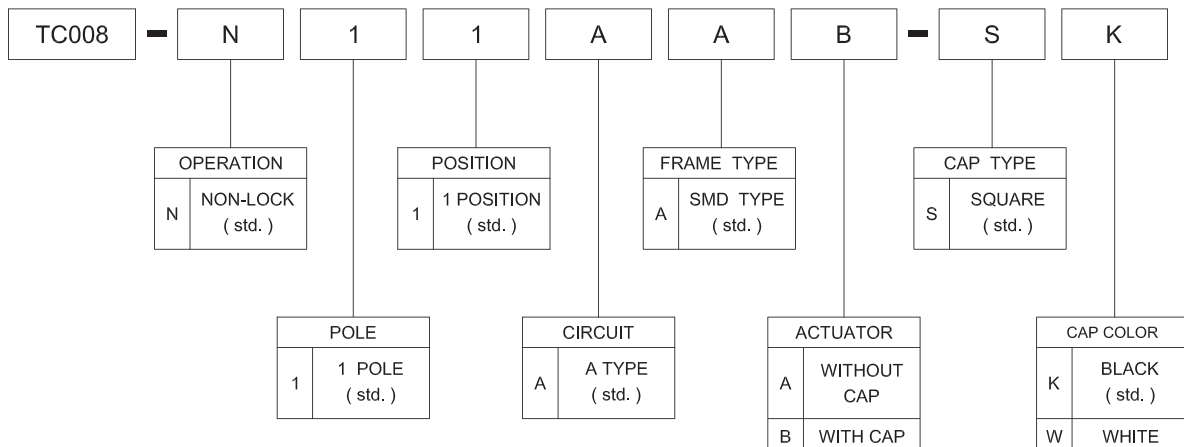 TC008 - N 1 1 A A B - S K
OPERATION
N NON-LOCK
( std. )
POSITION
1 1 POSITION
( std. )
FRAME TYPE
A SMD TYPE
( std. )
CAP TYPE
S SQUARE
( std. )
POLE
1 1 POLE
( std. )
CIRCUIT
A A TYPE
( std. )
ACTUATOR
A WITHOUT
CAP
B WITH CAP
CAP COLOR
K BLACK
( std. )
W WHITE